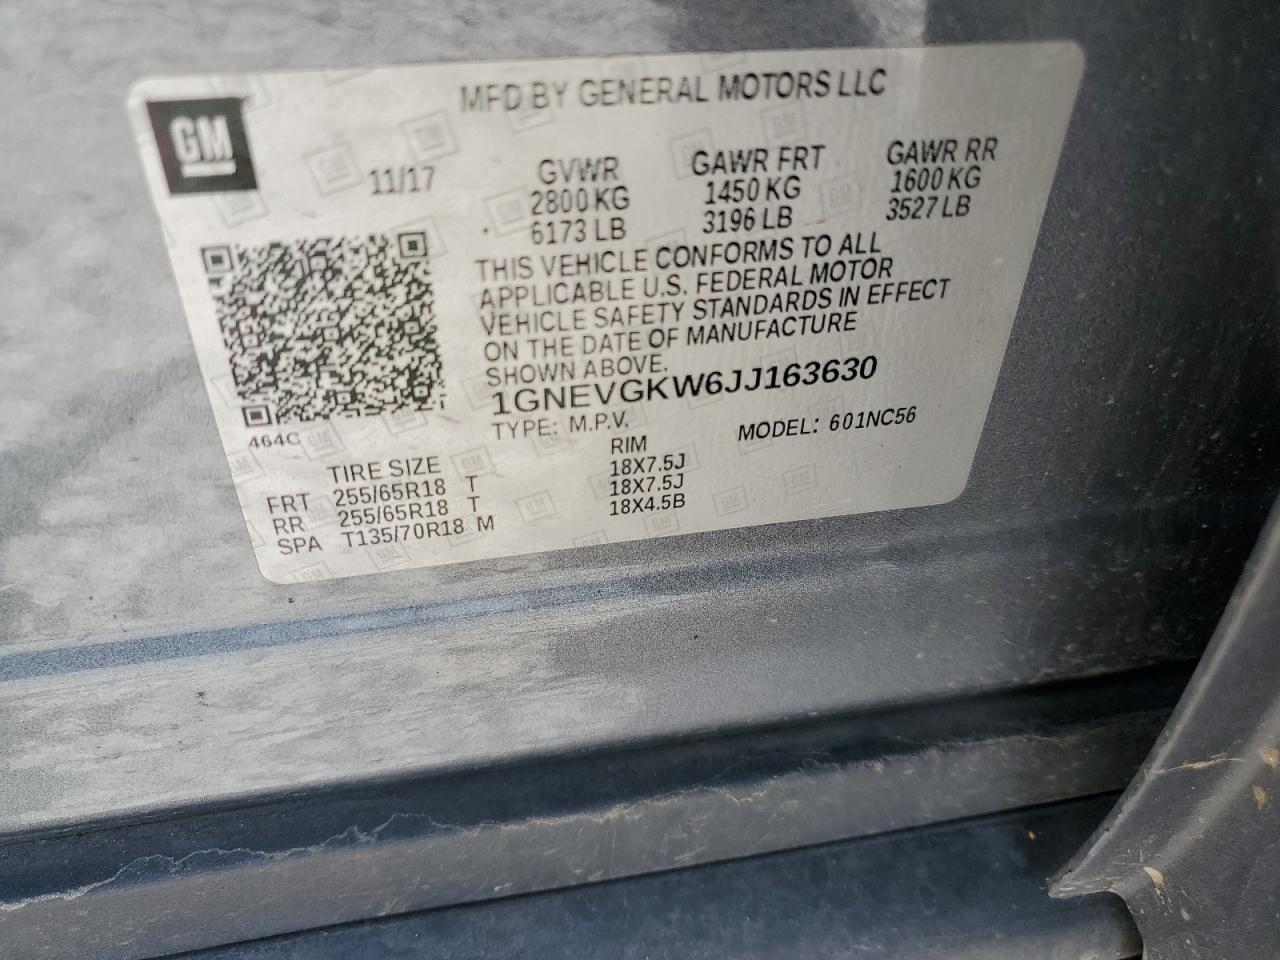 MFD BY GENERAL MOTORS LLC
GM
11/17
GVWR GAWR FRT GAWR RR
2800 KG 1450 KG 1600 KG
6173 LB 3196 LB 3527 LB
THIS VEHICLE CONFORMS TO ALL
APPLICABLE U.S. FEDERAL MOTOR
VEHICLE SAFETY STANDARDS IN EFFECT
ON THE DATE OF MANUFACTURE
SHOWN ABOVE.
1GNEVGKW6JJ163630
TYPE: M.P.V. MODEL: 601NC56
464C
TIRE SIZE RIM
FRT 255/65R18 T 18X7.5J
RR 255/65R18 T 18X7.5J
SPA T135/70R18 M 18X4.5B